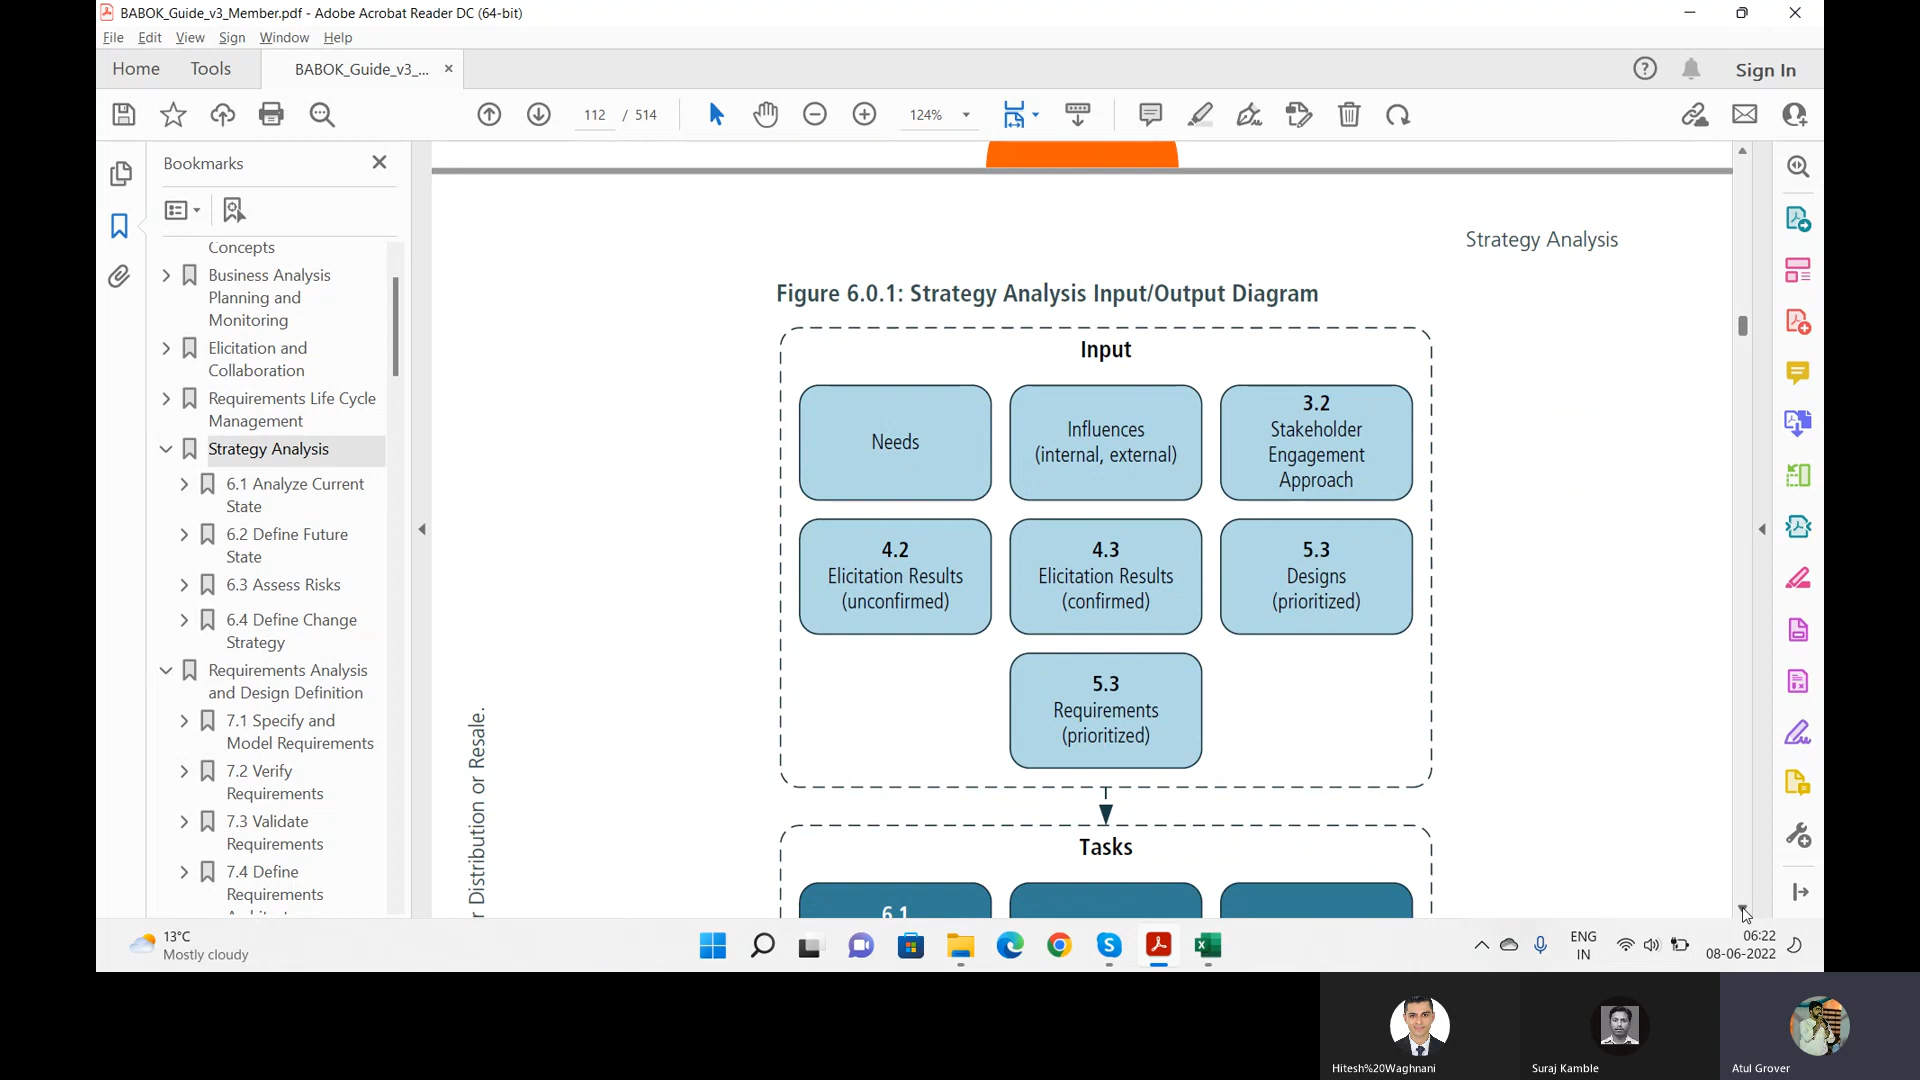 BABOK_Guide_v3_Member.pdf - Adobe Acrobat Reader DC (64-bit)
File Edit View Sign Window Help
Home Tools BABOK_Guide_v3_... × Sign In
112 / 514 124%
Bookmarks
Concepts
Business Analysis
Planning and
Monitoring
Elicitation and
Collaboration
Requirements Life Cycle
Management
Strategy Analysis
6.1 Analyze Current
State
6.2 Define Future
State
6.3 Assess Risks
6.4 Define Change
Strategy
Requirements Analysis
and Design Definition
7.1 Specify and
Model Requirements
7.2 Verify
Requirements
7.3 Validate
Requirements
7.4 Define
Requirements
Strategy Analysis
Figure 6.0.1: Strategy Analysis Input/Output Diagram
Input
Needs
Influences
(internal, external)
3.2
Stakeholder
Engagement
Approach
4.2
Elicitation Results
(unconfirmed)
4.3
Elicitation Results
(confirmed)
5.3
Designs
(prioritized)
5.3
Requirements
(prioritized)
Tasks
6.1
r Distribution or Resale.
13°C
Mostly cloudy
ENG
IN
06:22
08-06-2022
Hitesh%20Waghnani
Suraj Kamble
Atul Grover